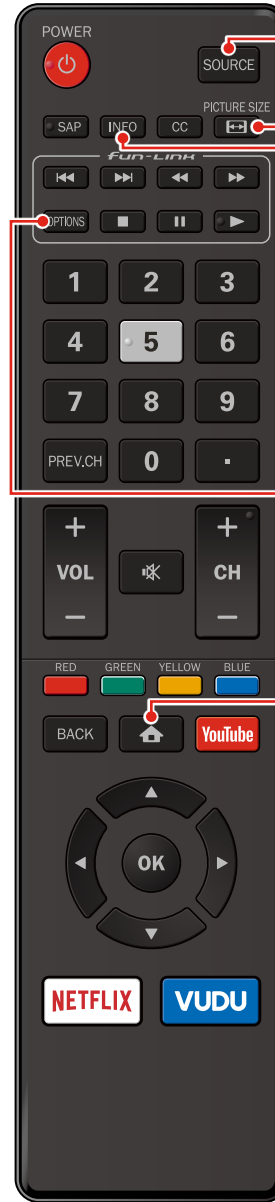 POWER
SOURCE
PICTURE SIZE
SAP INFO CC
fun-Link
OPTIONS
1 2 3
4 5 6
7 8 9
PREV.CH 0 .
+ +
VOL CH
— —
RED GREEN YELLOW BLUE
BACK YouTube
OK
NETFLIX VUDU